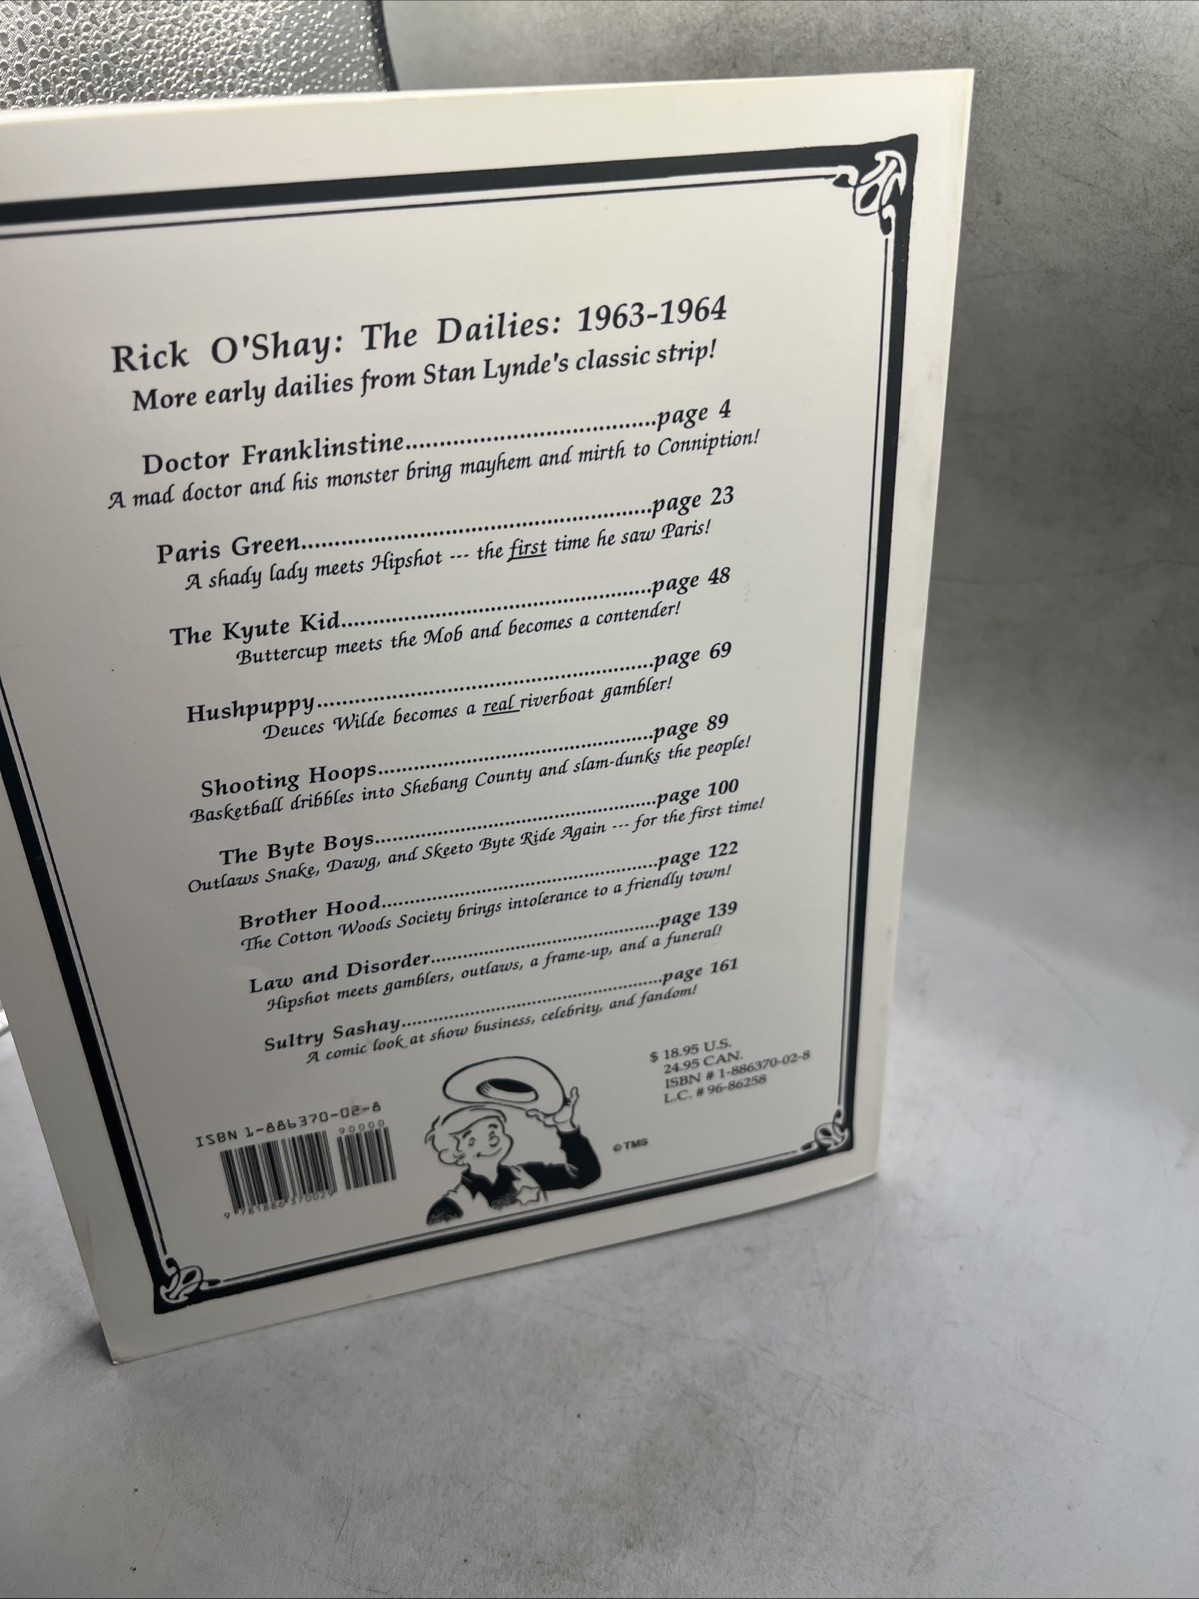 Rick O'Shay: The Dailies: 1963-1964
More early dailies from Stan Lynde's classic strip!
Doctor Franklinstine......................................page 4
A mad doctor and his monster bring mayhem and mirth to Conniption!
Paris Green....................................................page 23
A shady lady meets Hipshot --- the first time he saw Paris!
The Kyute Kid..............................................page 48
Buttercup meets the Mob and becomes a contender!
Hushpuppy..................................................page 69
Deuces Wilde becomes a real riverboat gambler!
Shooting Hoops..........................................page 89
Basketball dribbles into Shebang County and slam-dunks the people!
The Byte Boys...........................................page 100
Outlaws Snake, Dawg, and Skeeto Byte Ride Again --- for the first time!
Brother Hood...........................................page 122
The Cotton Woods Society brings intolerance to a friendly town!
Law and Disorder....................................page 139
Hipshot meets gamblers, outlaws, a frame-up, and a funeral!
Sultry Sashay..........................................page 161
A comic look at show business, celebrity, and fandom!
$ 18.95 U.S.
24.95 CAN.
ISBN # 1-886370-02-8
L.C. # 96-86258
ISBN 1-886370-02-8
90000
9 781886 370029
© TMS